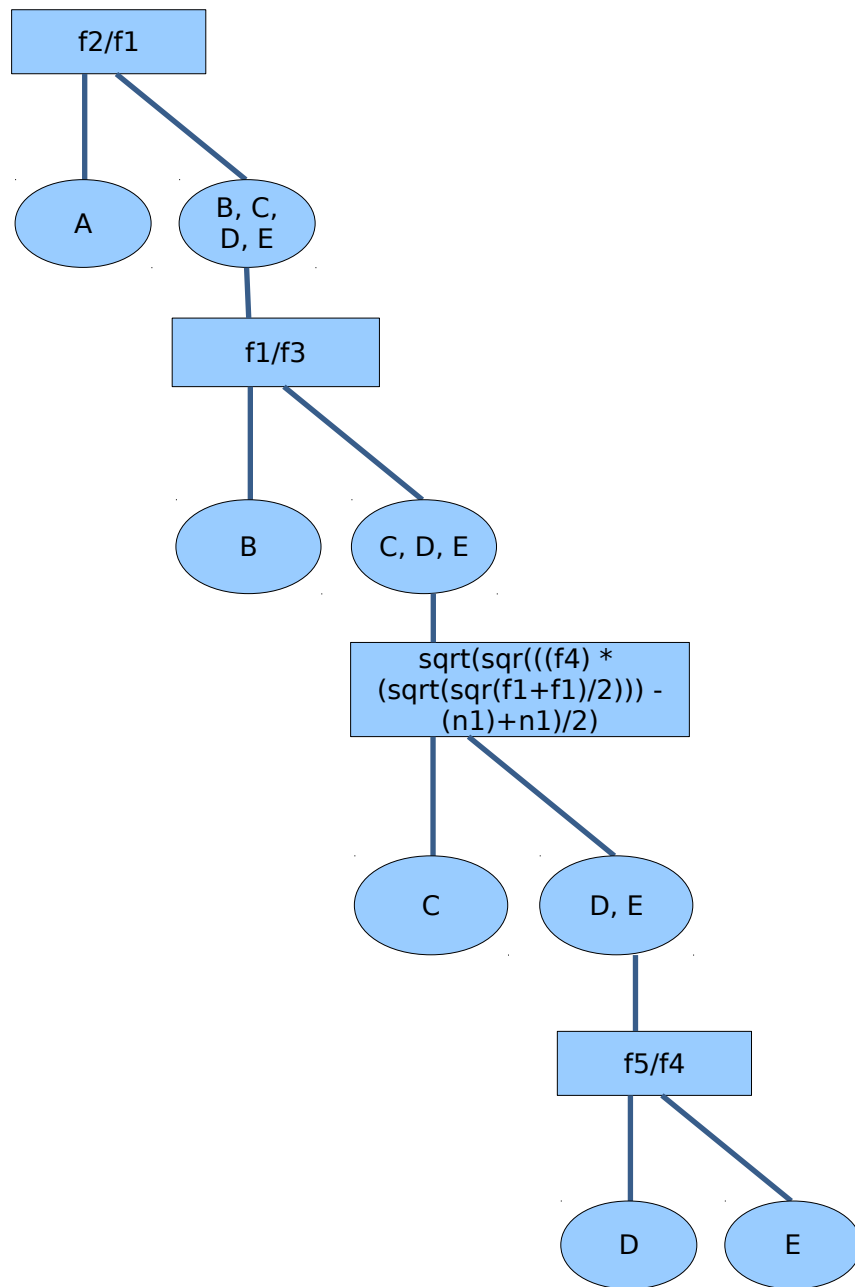 f2/f1
A
B, C,
D, E
f1/f3
B
C, D, E
sqrt(sqr(((f4) *
(sqrt(sqr(f1+f1)/2))) -
(n1)+n1)/2)
C
D, E
f5/f4
D
E